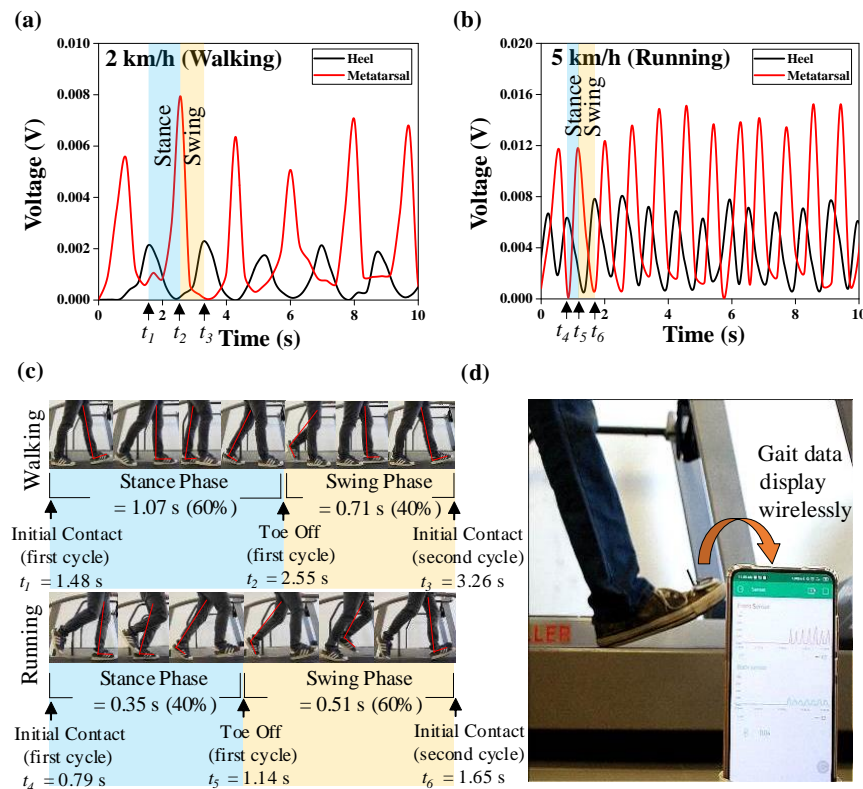 (a)
2 km/h (Walking)
Heel
Metatarsal
Stance
Swing
Voltage (V)
0.010
0.008
0.006
0.004
0.002
0.000
0 2 4 6 8 10
t1 t2 t3
Time (s)
(b)
5 km/h (Running)
Heel
Metatarsal
Stance
Swing
Voltage (V)
0.020
0.016
0.012
0.008
0.004
0.000
0 2 4 6 8 10
t4 t5 t6
Time (s)
(c)
Walking
Stance Phase
= 1.07 s (60%)
Swing Phase
= 0.71 s (40%)
Initial Contact
(first cycle)
t1 = 1.48 s
Toe Off
(first cycle)
t2 = 2.55 s
Initial Contact
(second cycle)
t3 = 3.26 s
Running
Stance Phase
= 0.35 s (40%)
Swing Phase
= 0.51 s (60%)
Initial Contact
(first cycle)
t4 = 0.79 s
Toe Off
(first cycle)
t5 = 1.14 s
Initial Contact
(second cycle)
t6 = 1.65 s
(d)
Gait data
display
wirelessly
LLER
Sensor